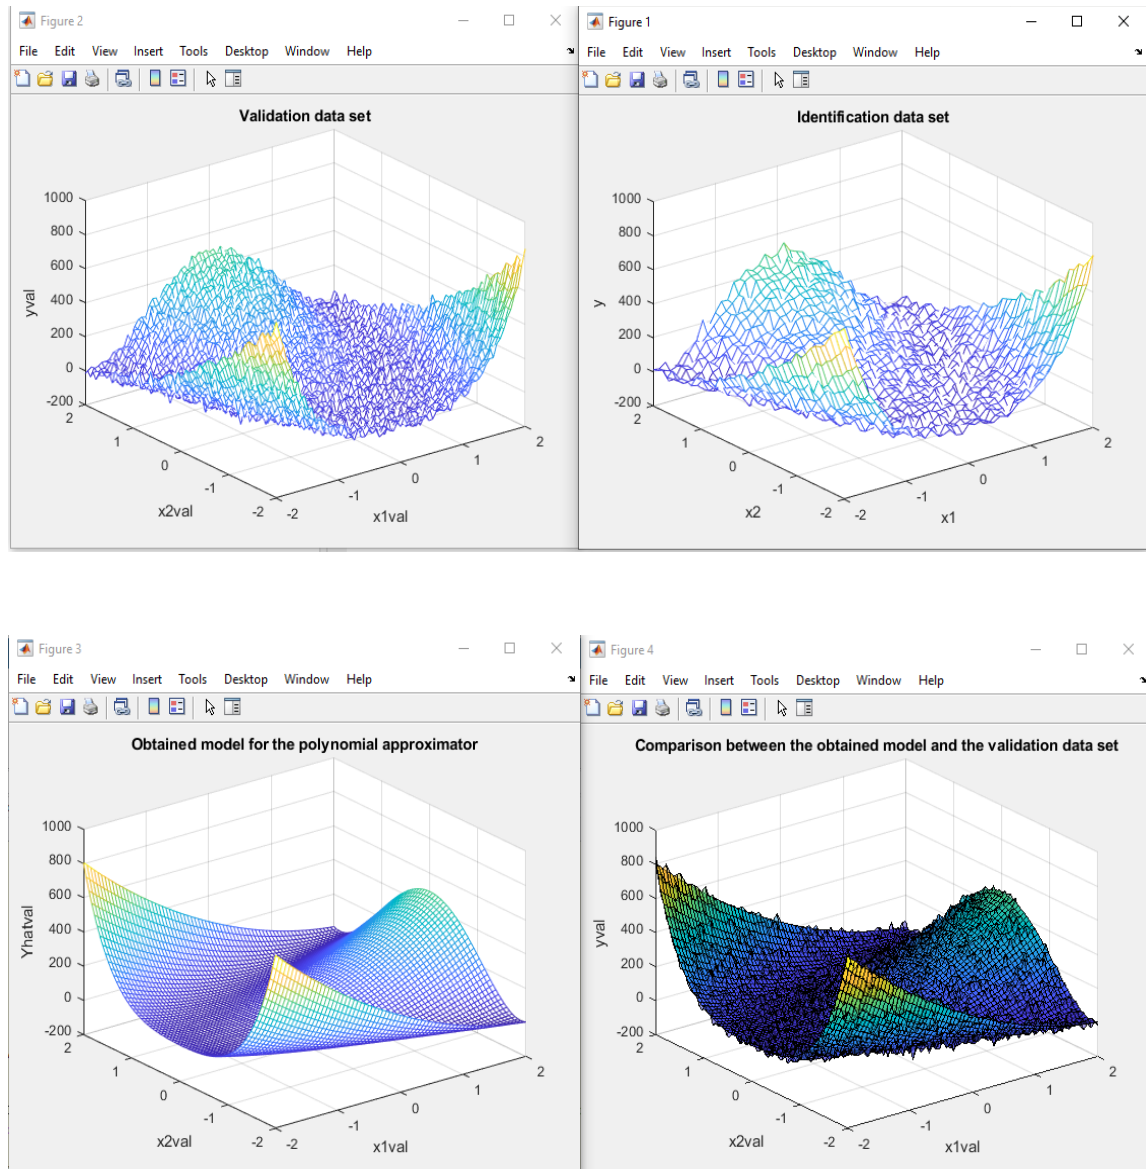 Figure 2
File Edit View Insert Tools Desktop Window Help
Validation data set
1000
800
600
400
200
0
-200
yval
2
1
0
-1
-2
x2val
-2
-1
0
1
2
x1val
Figure 1
File Edit View Insert Tools Desktop Window Help
Identification data set
1000
800
600
400
200
0
-200
y
2
1
0
-1
-2
x2
-2
-1
0
1
2
x1
Figure 3
File Edit View Insert Tools Desktop Window Help
Obtained model for the polynomial approximator
1000
800
600
400
200
0
-200
Yhatval
2
1
0
-1
-2
x2val
-2
-1
0
1
2
x1val
Figure 4
File Edit View Insert Tools Desktop Window Help
Comparison between the obtained model and the validation data set
1000
800
600
400
200
0
-200
yval
2
1
0
-1
-2
x2val
-2
-1
0
1
2
x1val